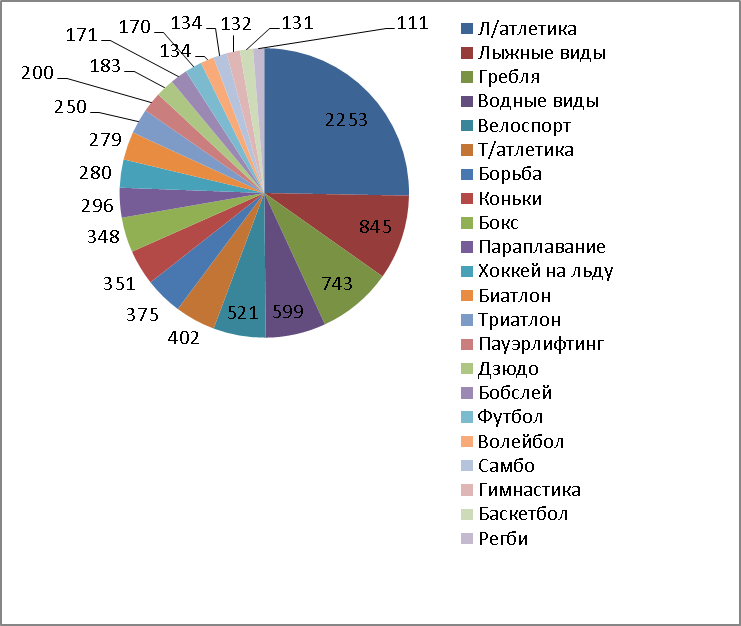 2253
845
743
599
521
402
375
351
348
296
280
279
250
200
183
171
170
134
134
132
131
111
Л/атлетика
Лыжные виды
Гребля
Водные виды
Велоспорт
Т/атлетика
Борьба
Коньки
Бокс
Параплавание
Хоккей на льду
Биатлон
Триатлон
Пауэрлифтинг
Дзюдо
Бобслей
Футбол
Волейбол
Самбо
Гимнастика
Баскетбол
Регби